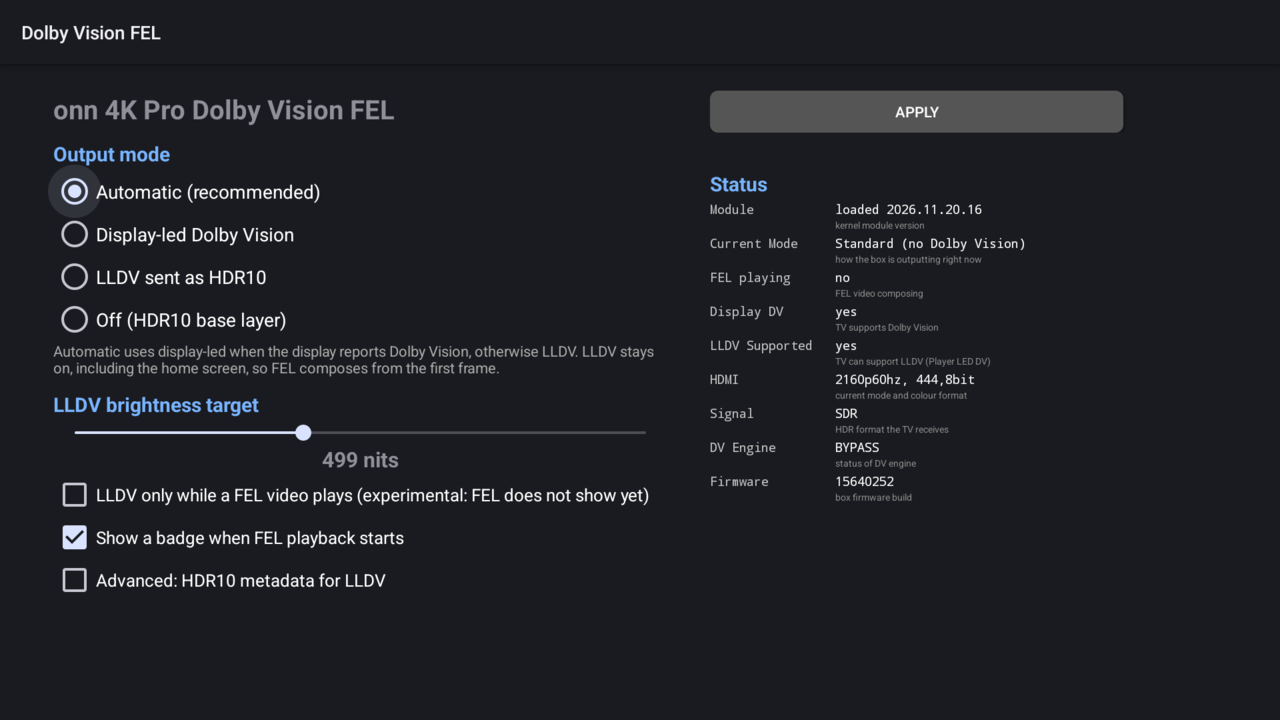 Dolby Vision FEL
onn 4K Pro Dolby Vision FEL
Output mode
Automatic (recommended)
Display-led Dolby Vision
LLDV sent as HDR10
Off (HDR10 base layer)
Automatic uses display-led when the display reports Dolby Vision, otherwise LLDV. LLDV stays
on, including the home screen, so FEL composes from the first frame.
LLDV brightness target
499 nits
LLDV only while a FEL video plays (experimental: FEL does not show yet)
Show a badge when FEL playback starts
Advanced: HDR10 metadata for LLDV
APPLY
Status
Module loaded 2026.11.20.16
kernel module version
Current Mode Standard (no Dolby Vision)
how the box is outputting right now
FEL playing no
FEL video composing
Display DV yes
TV supports Dolby Vision
LLDV Supported yes
TV can support LLDV (Player LED DV)
HDMI 2160p60hz, 444,8bit
current mode and colour format
Signal SDR
HDR format the TV receives
DV Engine BYPASS
status of DV engine
Firmware 15640252
box firmware build